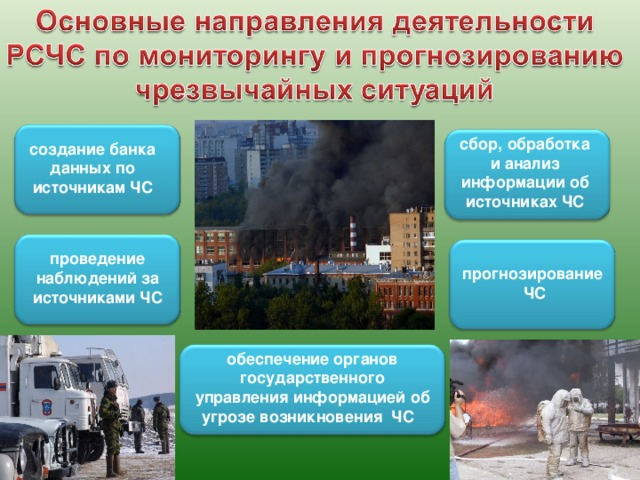 Основные направления деятельности
РСЧС по мониторингу и прогнозированию
чрезвычайных ситуаций
создание банка
данных по
источникам ЧС
сбор, обработка
и анализ
информации об
источниках ЧС
проведение
наблюдений за
источниками ЧС
прогнозирование
ЧС
обеспечение органов
государственного
управления информацией об
угрозе возникновения ЧС